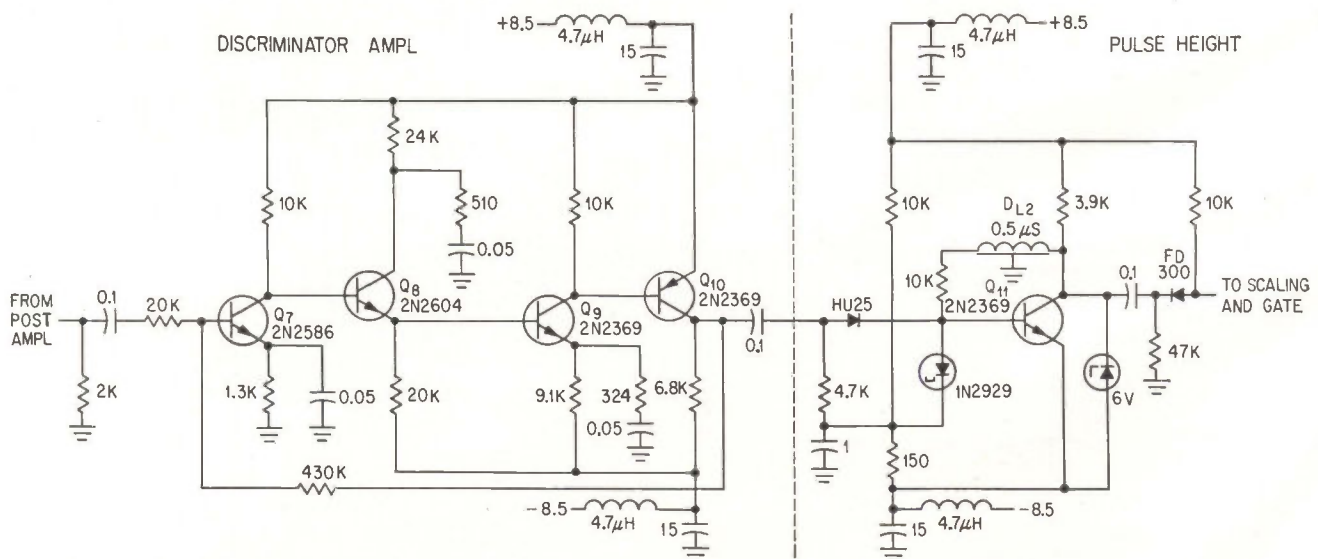 DISCRIMINATOR AMPL
+8.5
4.7μH
15
24K
10K
510
0.05
10K
FROM
POST
AMPL
0.1
20K
2K
Q7
2N2586
1.3K
0.05
Q8
2N2604
20K
Q9
2N2369
9.1K
324
0.05
Q10
2N2369
6.8K
0.1
430K
-8.5
4.7μH
15
PULSE HEIGHT
+8.5
4.7μH
15
10K
3.9K
10K
DL2
0.5μS
10K
HU25
Q11
2N2369
0.1
FD
300
TO SCALING
AND GATE
4.7K
1N2929
6V
47K
1
150
-8.5
4.7μH
15